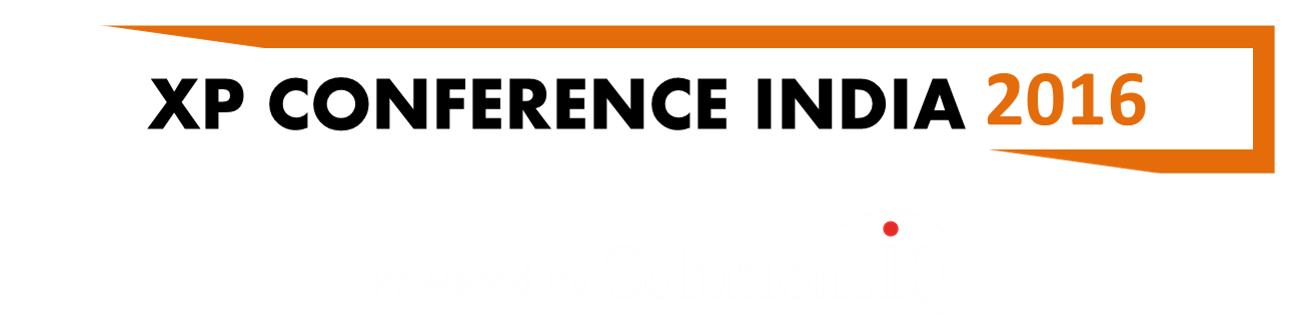 XP CONFERENCE INDIA 2016